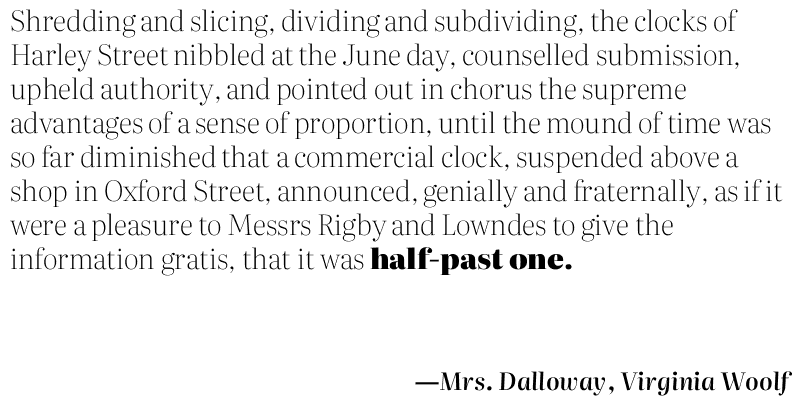 Shredding and slicing, dividing and subdividing, the clocks of
Harley Street nibbled at the June day, counselled submission,
upheld authority, and pointed out in chorus the supreme
advantages of a sense of proportion, until the mound of time was
so far diminished that a commercial clock, suspended above a
shop in Oxford Street, announced, genially and fraternally, as if it
were a pleasure to Messrs Rigby and Lowndes to give the
information gratis, that it was half-past one.
—Mrs. Dalloway, Virginia Woolf